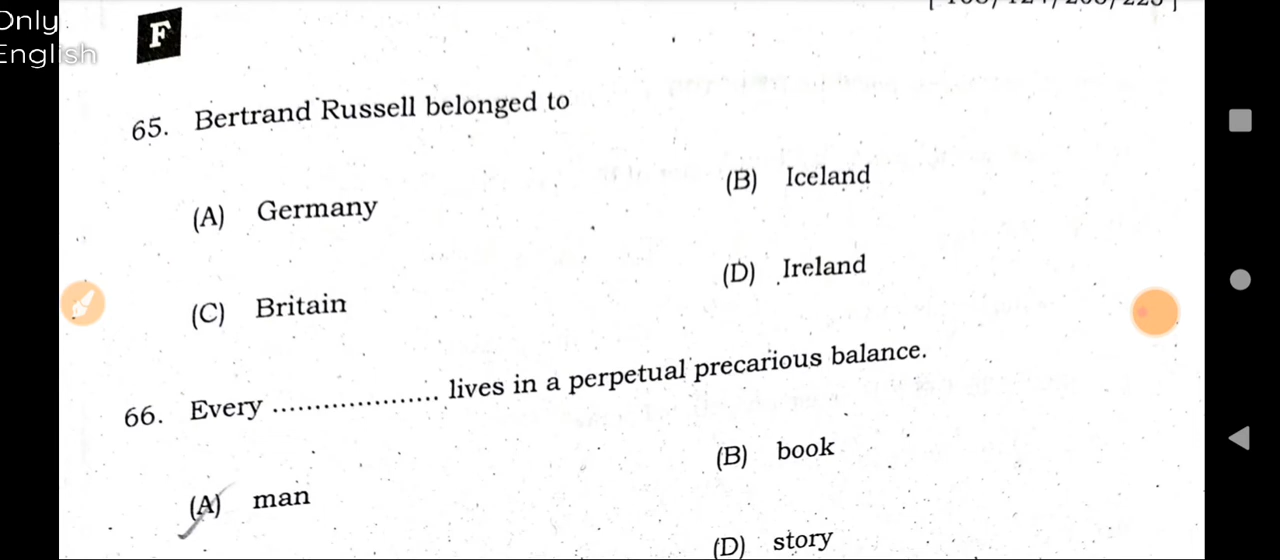 Only
English
F
65. Bertrand Russell belonged to
(A) Germany
(B) Iceland
(C) Britain
(D) Ireland
66. Every .................... lives in a perpetual precarious balance.
(A) man
(B) book
(D) story